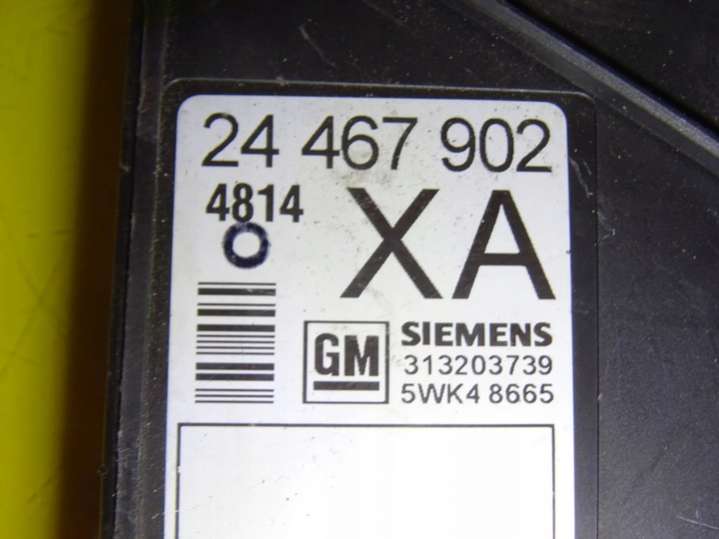 24 467 902
4814
XA
GM
SIEMENS
313203739
5WK4 8665